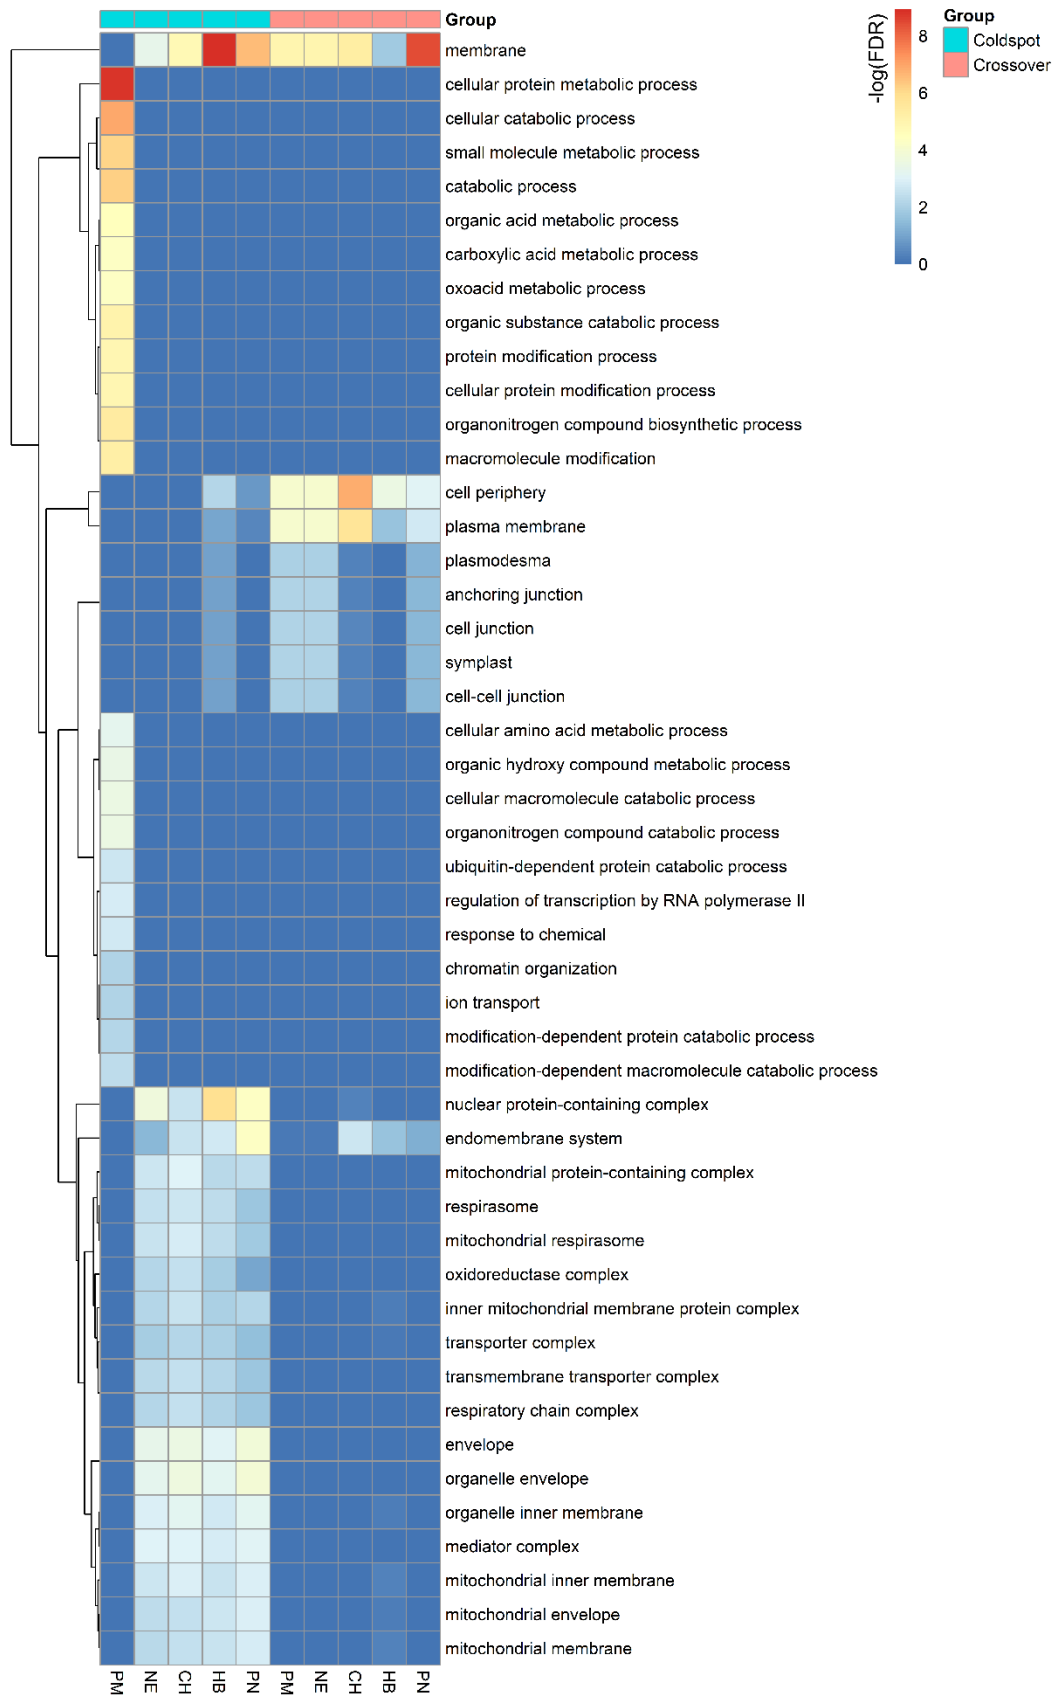 Group
membrane
cellular protein metabolic process
cellular catabolic process
small molecule metabolic process
catabolic process
organic acid metabolic process
carboxylic acid metabolic process
oxoacid metabolic process
organic substance catabolic process
protein modification process
cellular protein modification process
organonitrogen compound biosynthetic process
macromolecule modification
cell periphery
plasma membrane
plasmodesma
anchoring junction
cell junction
symplast
cell-cell junction
cellular amino acid metabolic process
organic hydroxy compound metabolic process
cellular macromolecule catabolic process
organonitrogen compound catabolic process
ubiquitin-dependent protein catabolic process
regulation of transcription by RNA polymerase II
response to chemical
chromatin organization
ion transport
modification-dependent protein catabolic process
modification-dependent macromolecule catabolic process
nuclear protein-containing complex
endomembrane system
mitochondrial protein-containing complex
respirasome
mitochondrial respirasome
oxidoreductase complex
inner mitochondrial membrane protein complex
transporter complex
transmembrane transporter complex
respiratory chain complex
envelope
organelle envelope
organelle inner membrane
mediator complex
mitochondrial inner membrane
mitochondrial envelope
mitochondrial membrane
PM NE CH HB PN PM NE CH HB PN
-log(FDR)
8
6
4
2
0
Group
Coldspot
Crossover